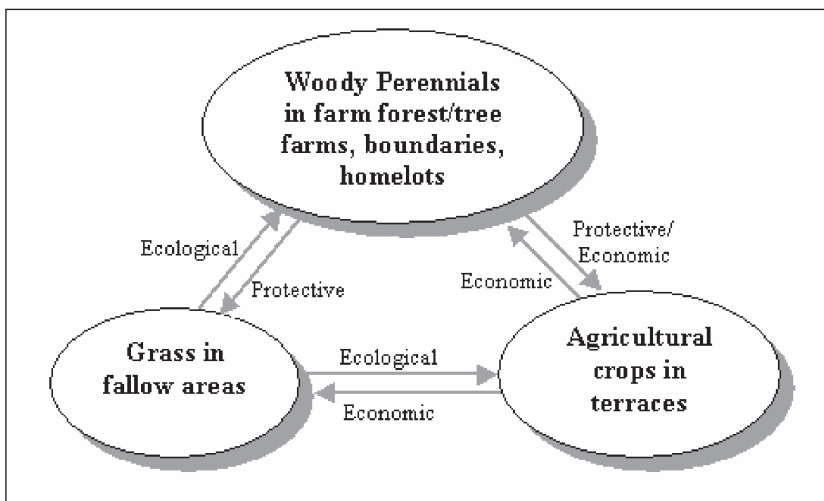 Woody Perennials
in farm forest/tree
farms, boundaries,
homelots
Ecological
Protective
Protective/
Economic
Economic
Grass in
fallow areas
Ecological
Economic
Agricultural
crops in
terraces